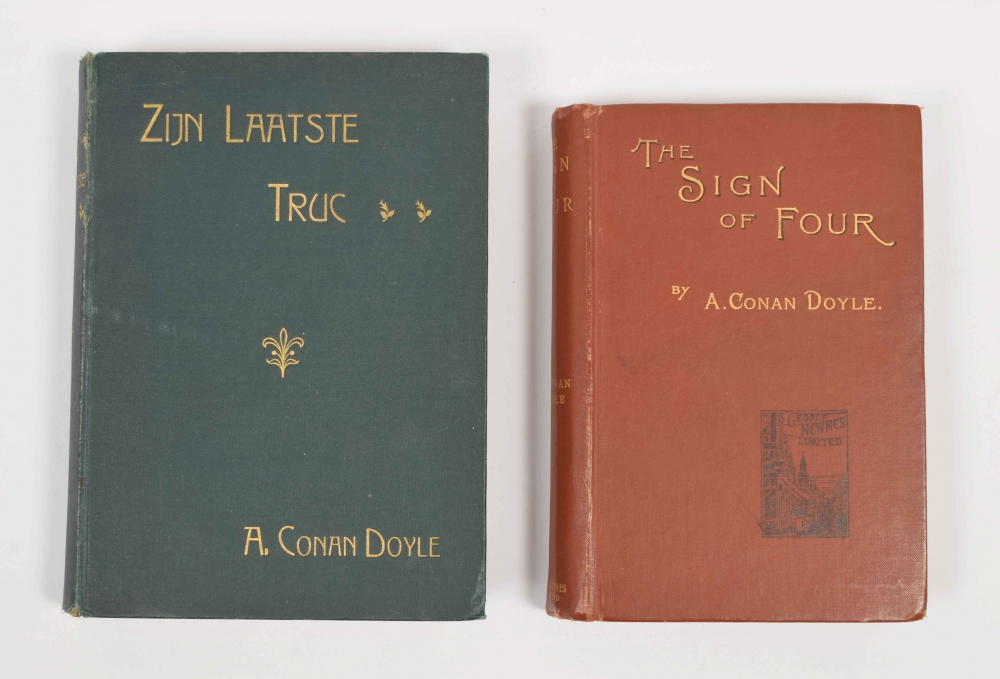 ZIJN LAATSTE
TRUC
A. CONAN DOYLE
THE
SIGN
OF FOUR
BY A. CONAN DOYLE.
GEORGE
NEWNES
LIMITED